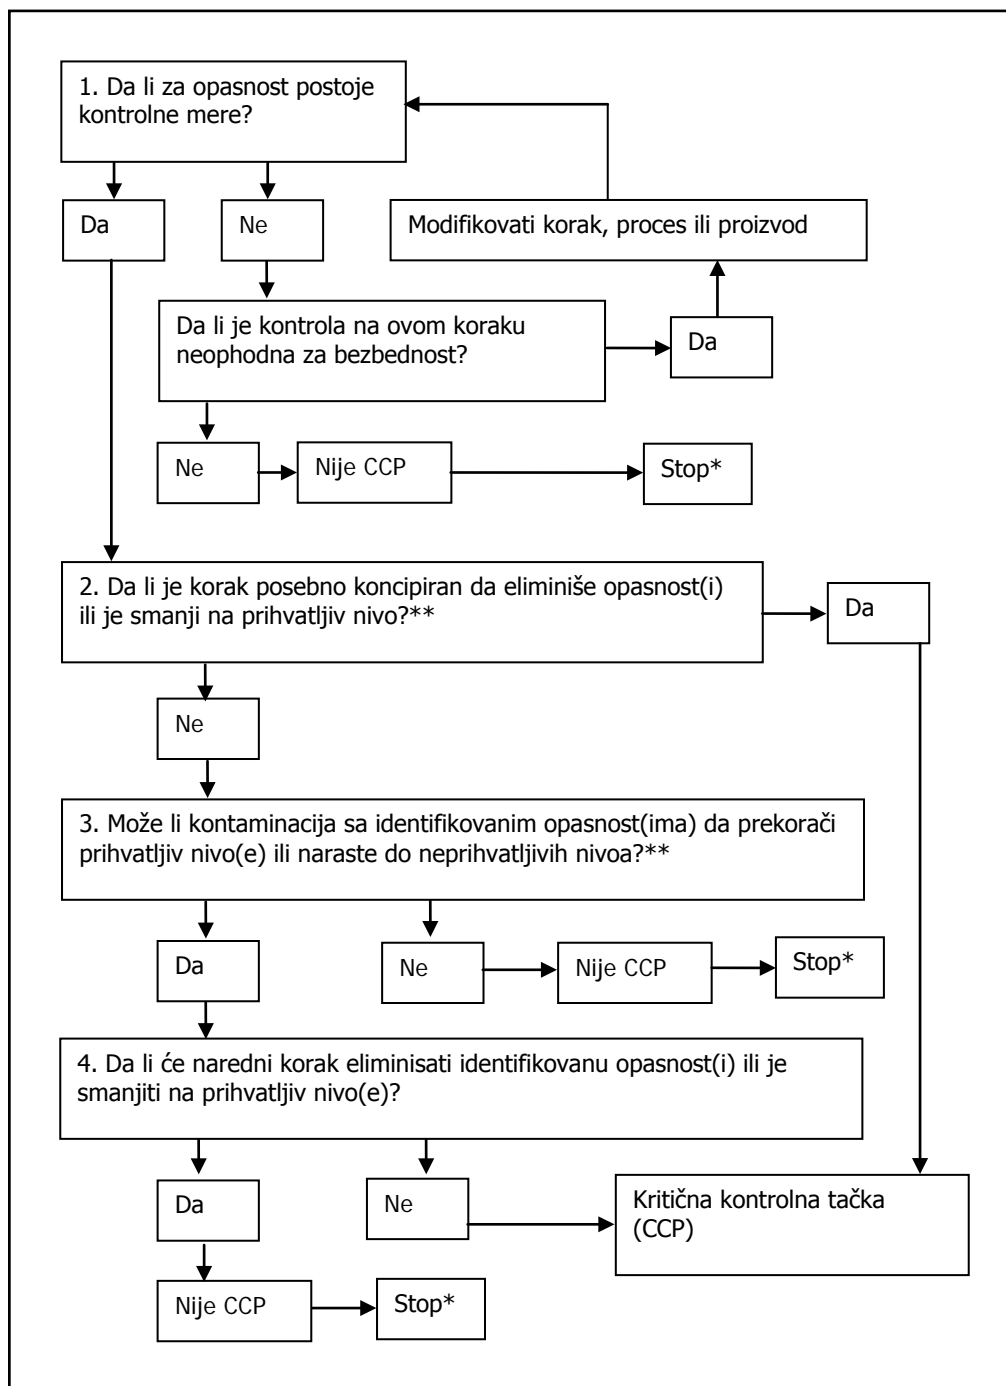 1. Da li za opasnost postoje
kontrolne mere?
Da
Ne
Modifikovati korak, proces ili proizvod
Da li je kontrola na ovom koraku
neophodna za bezbednost?
Da
Ne
Nije CCP
Stop*
2. Da li je korak posebno koncipiran da eliminiše opasnost(i)
ili je smanji na prihvatljiv nivo?**
Da
Ne
3. Može li kontaminacija sa identifikovanim opasnost(ima) da prekorači
prihvatljiv nivo(e) ili naraste do neprihvatljivih nivoa?**
Da
Ne
Nije CCP
Stop*
4. Da li će naredni korak eliminisati identifikovanu opasnost(i) ili je
smanjiti na prihvatljiv nivo(e)?
Da
Ne
Kritična kontrolna tačka
(CCP)
Nije CCP
Stop*